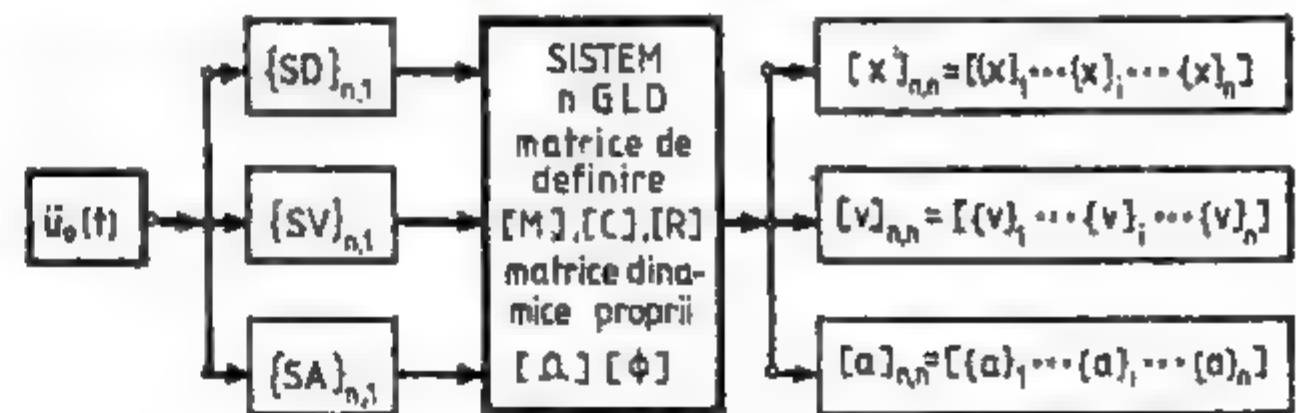 ü₀(t)
{SD}ₙ,₁
{SV}ₙ,₁
{SA}ₙ,₁
SISTEM
n GLD
matrice de
definire
[M],[C],[R]
matrice dina-
mice proprii
[Ω] [ϕ]
[x]ₙ,ₙ=[{x}₁...{x}ᵢ...{x}ₙ]
[v]ₙ,ₙ=[{v}₁...{v}ᵢ...{v}ₙ]
[a]ₙ,ₙ=[{a}₁...{a}ᵢ...{a}ₙ]